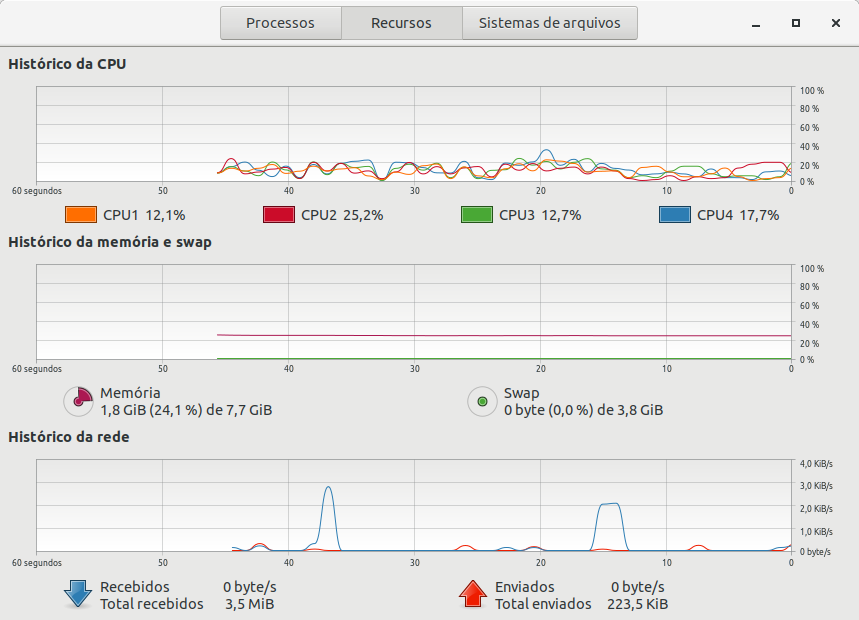 Processos Recursos Sistemas de arquivos
Histórico da CPU
100 %
80 %
60 %
40 %
20 %
0 %
60 segundos 50 40 30 20 10 0
CPU1 12,1% CPU2 25,2% CPU3 12,7% CPU4 17,7%
Histórico da memória e swap
100 %
80 %
60 %
40 %
20 %
0 %
60 segundos 50 40 30 20 10 0
Memória
1,8 GiB (24,1 %) de 7,7 GiB
Swap
0 byte (0,0 %) de 3,8 GiB
Histórico da rede
4,0 KiB/s
3,0 KiB/s
2,0 KiB/s
1,0 KiB/s
0 byte/s
60 segundos 50 40 30 20 10 0
Recebidos 0 byte/s
Total recebidos 3,5 MiB
Enviados 0 byte/s
Total enviados 223,5 KiB